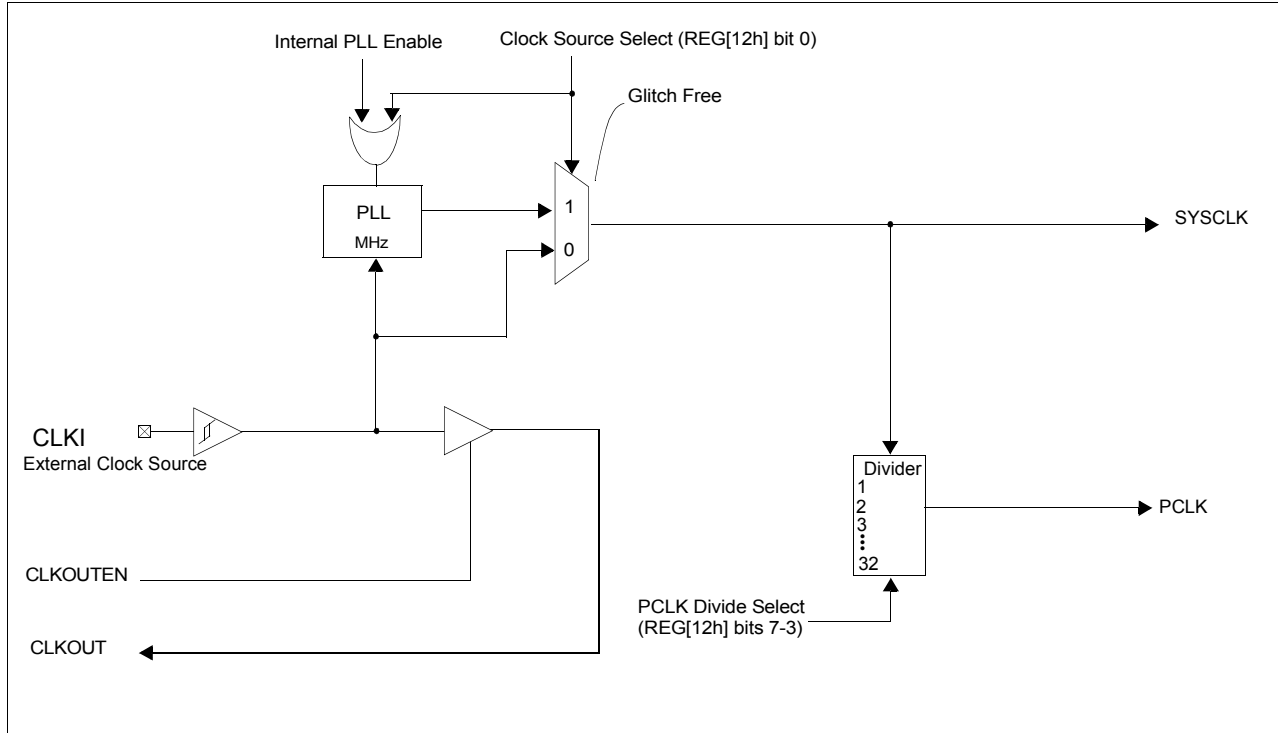 Internal PLL Enable
Clock Source Select (REG[12h] bit 0)
Glitch Free
PLL
MHz
1
0
SYSCLK
CLKI
External Clock Source
Divider
1
2
3
32
PCLK
CLKOUTEN
PCLK Divide Select
(REG[12h] bits 7-3)
CLKOUT